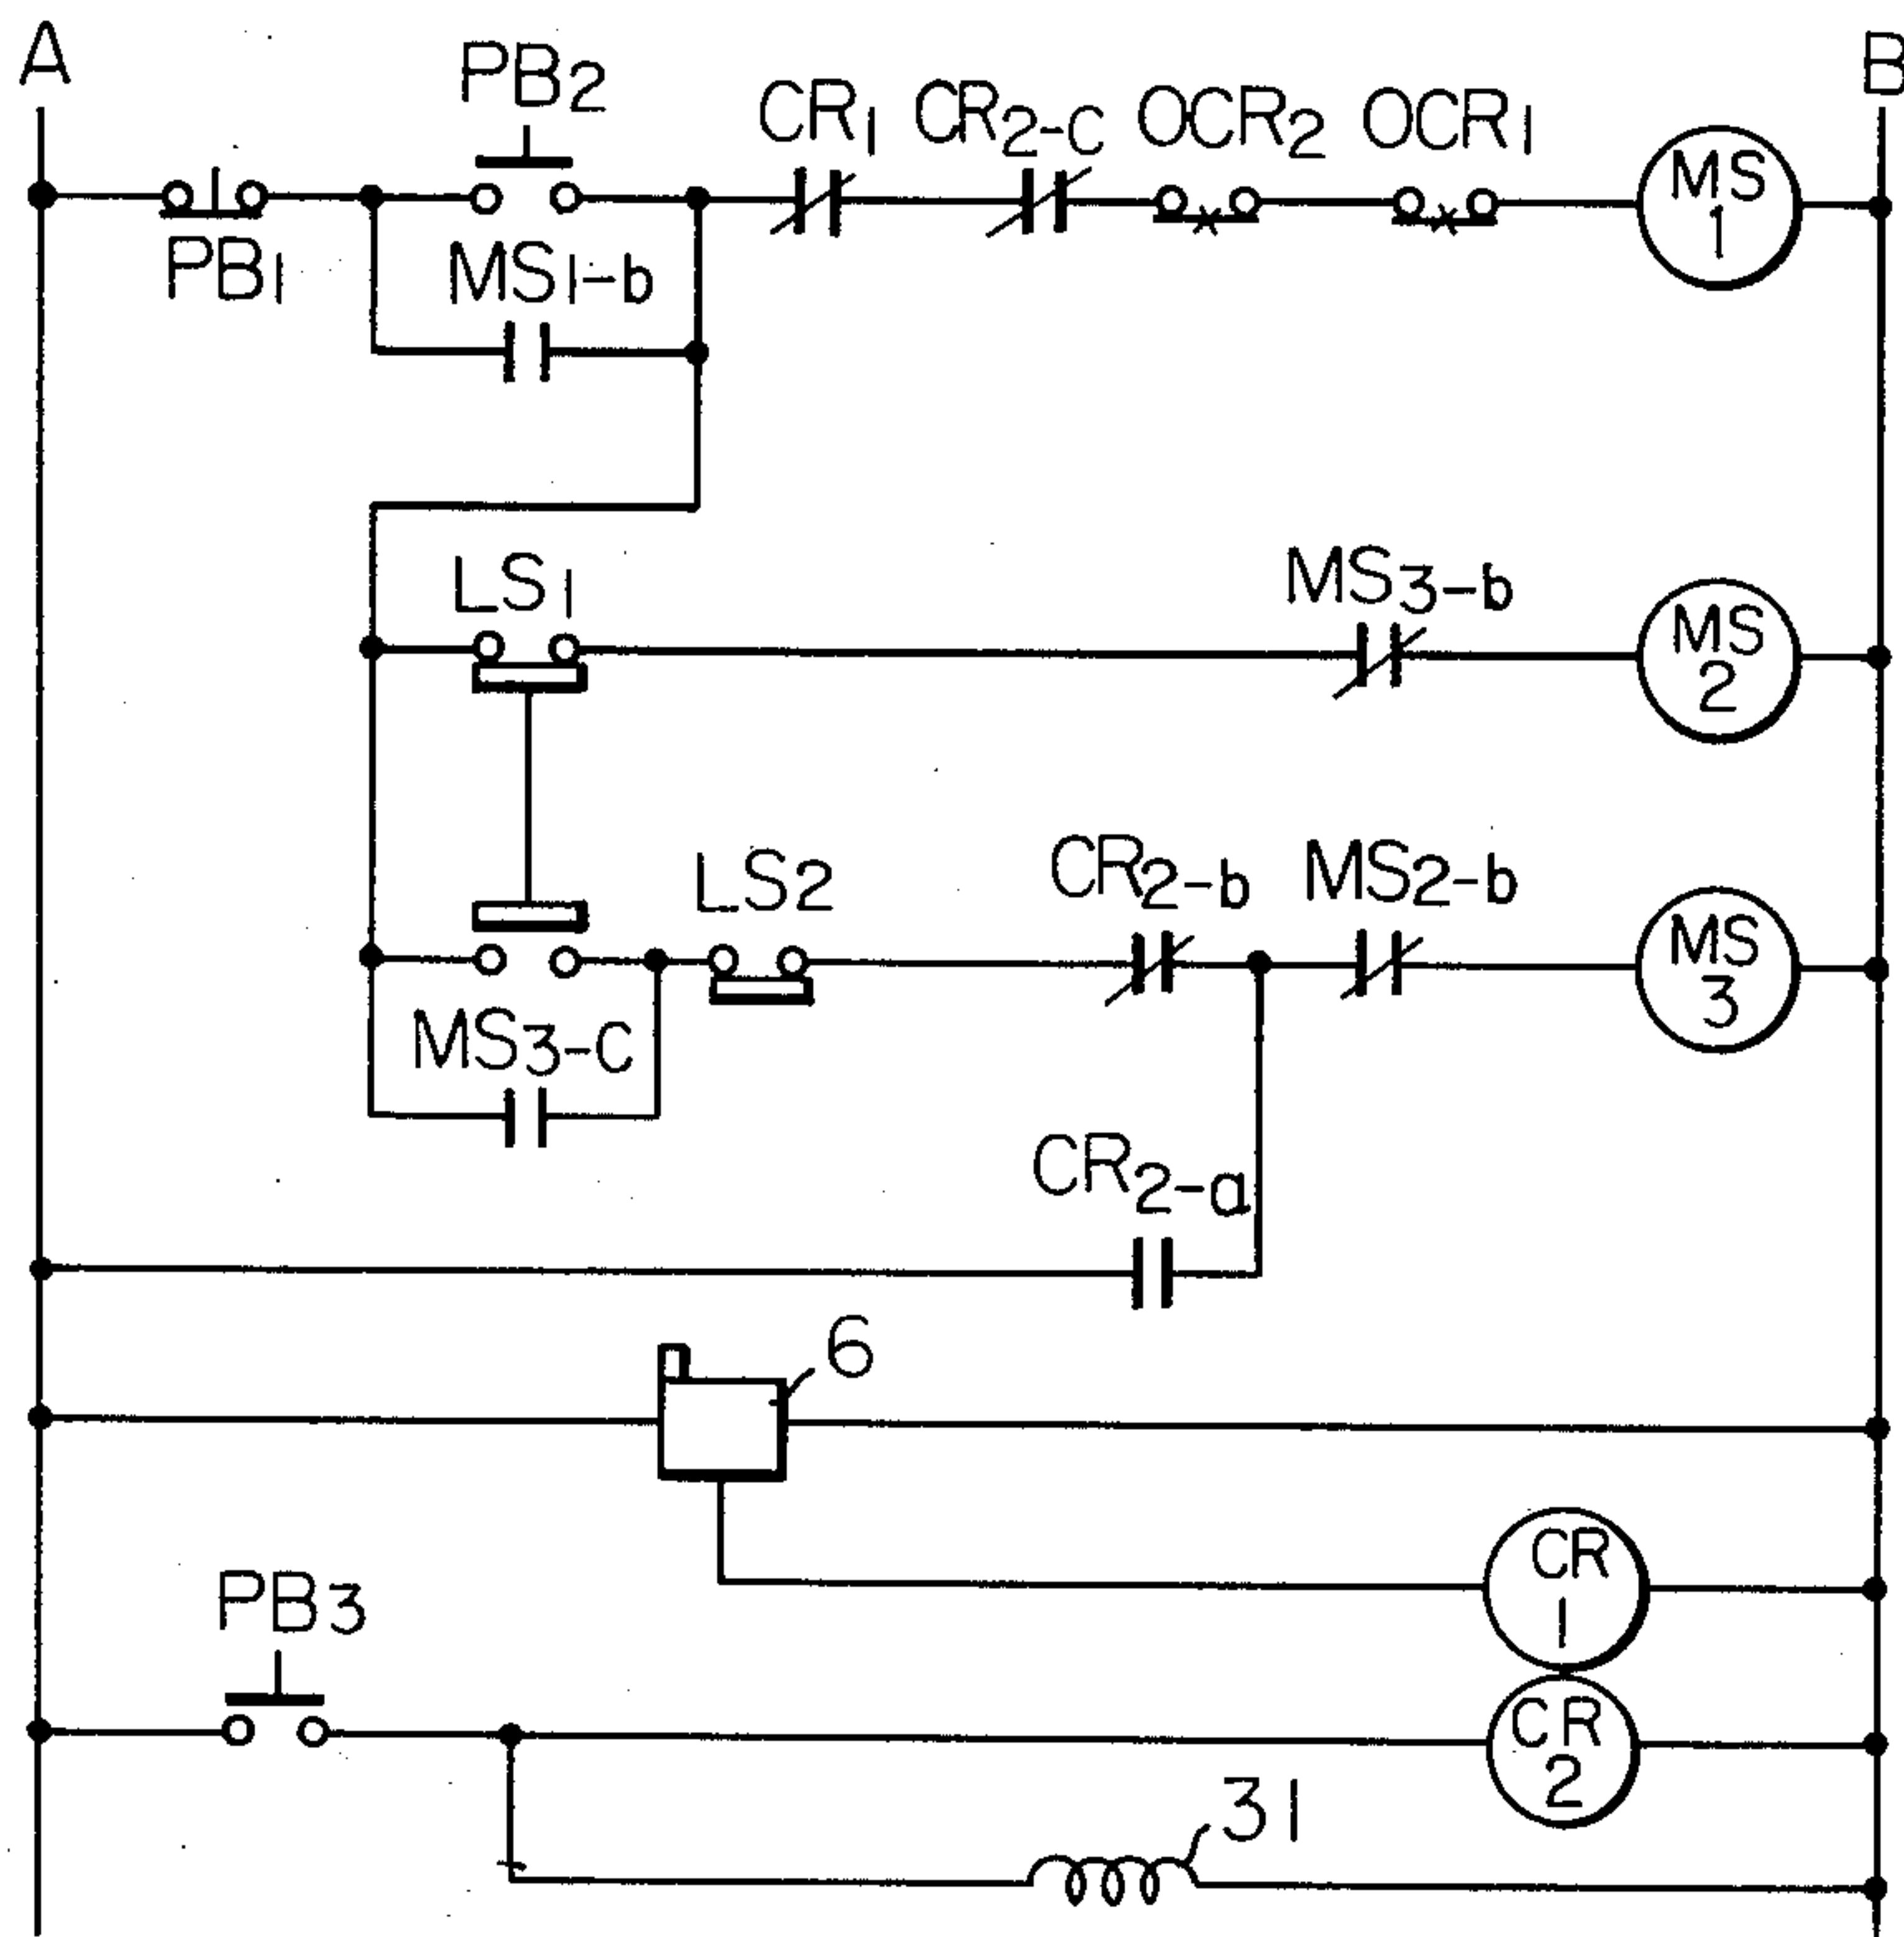 A
B
PB2
CR1
CR2-C
OCR2
OCR1
MS
1
PB1
MS1-b
LS1
MS3-b
MS
2
LS2
CR2-b
MS2-b
MS
3
MS3-C
CR2-a
6
CR
1
PB3
CR
2
31